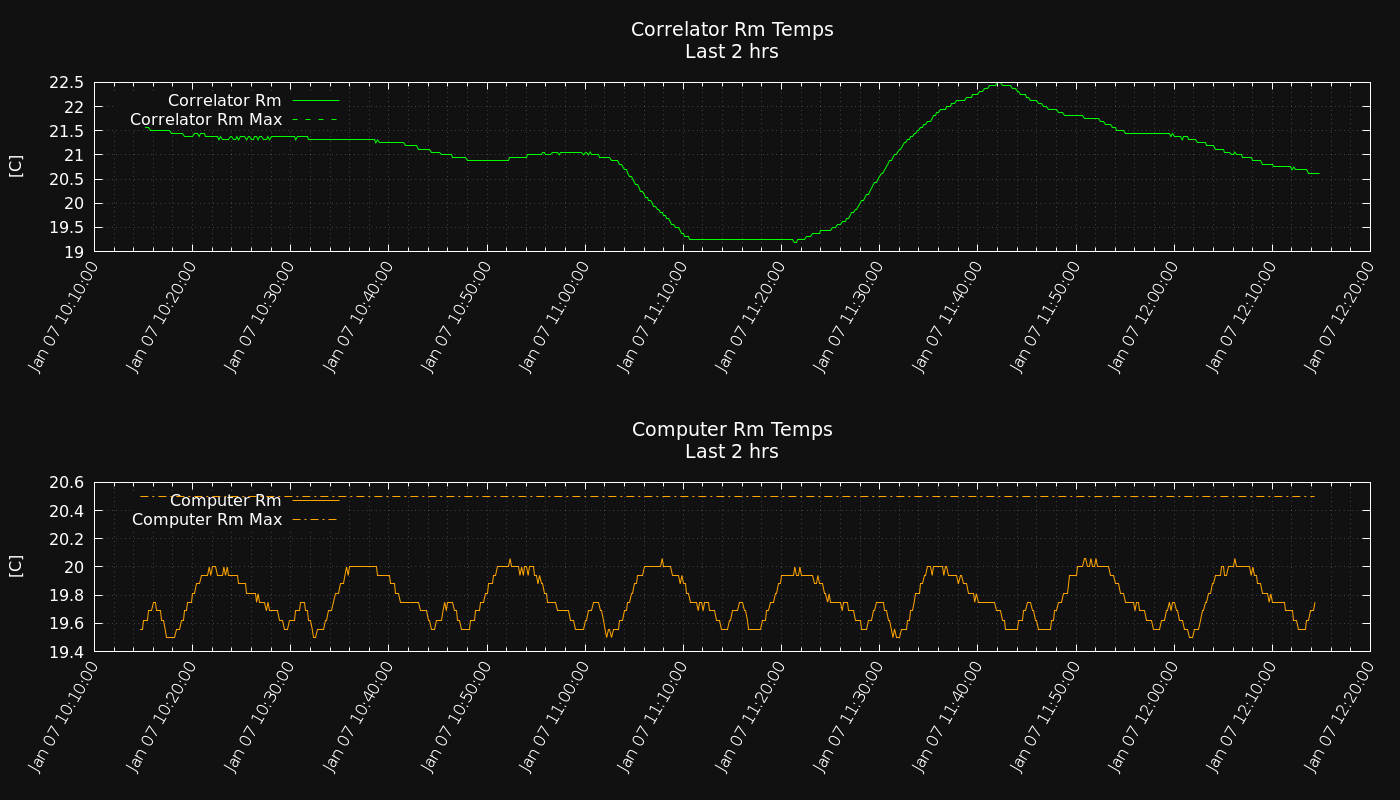 Correlator Rm Temps
Last 2 hrs
[C]
22.5
22
21.5
21
20.5
20
19.5
19
Correlator Rm
Correlator Rm Max
Jan 07 10:10:00
Jan 07 10:20:00
Jan 07 10:30:00
Jan 07 10:40:00
Jan 07 10:50:00
Jan 07 11:00:00
Jan 07 11:10:00
Jan 07 11:20:00
Jan 07 11:30:00
Jan 07 11:40:00
Jan 07 11:50:00
Jan 07 12:00:00
Jan 07 12:10:00
Jan 07 12:20:00
Computer Rm Temps
Last 2 hrs
[C]
20.6
20.4
20.2
20
19.8
19.6
19.4
Computer Rm
Computer Rm Max
Jan 07 10:10:00
Jan 07 10:20:00
Jan 07 10:30:00
Jan 07 10:40:00
Jan 07 10:50:00
Jan 07 11:00:00
Jan 07 11:10:00
Jan 07 11:20:00
Jan 07 11:30:00
Jan 07 11:40:00
Jan 07 11:50:00
Jan 07 12:00:00
Jan 07 12:10:00
Jan 07 12:20:00